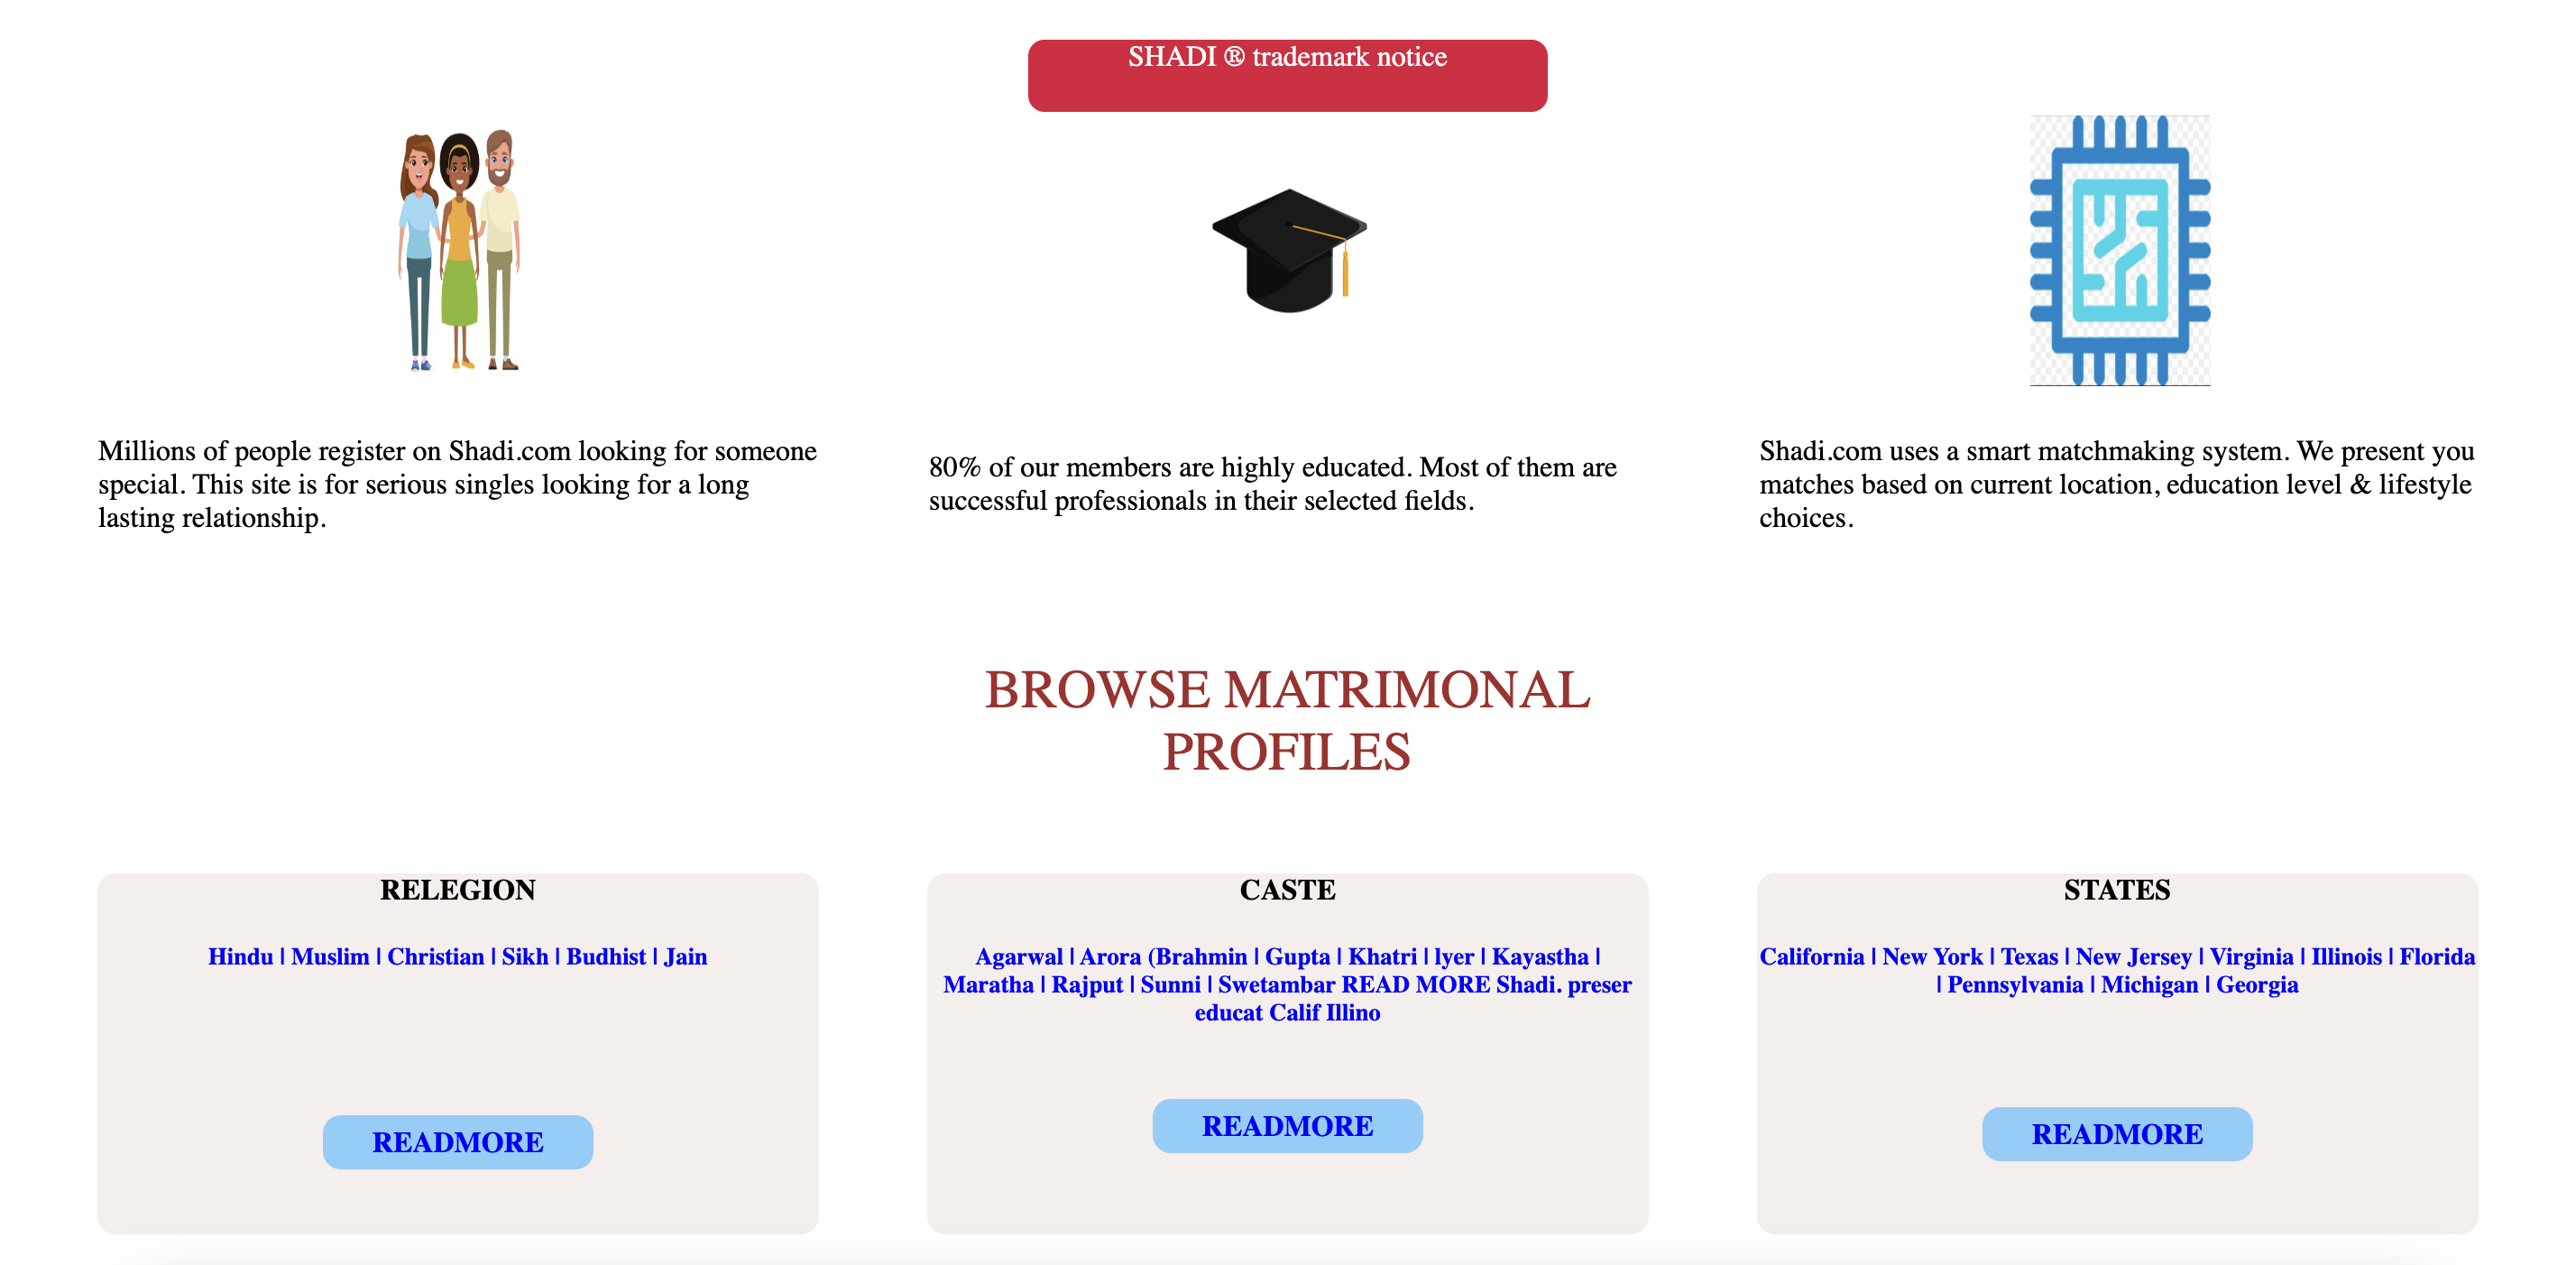 SHADI ® trademark notice
Millions of people register on Shadi.com looking for someone
special. This site is for serious singles looking for a long
lasting relationship.
80% of our members are highly educated. Most of them are
successful professionals in their selected fields.
Shadi.com uses a smart matchmaking system. We present you
matches based on current location, education level & lifestyle
choices.
BROWSE MATRIMONAL
PROFILES
RELEGION
Hindu | Muslim | Christian | Sikh | Budhist | Jain
READMORE
CASTE
Agarwal | Arora (Brahmin | Gupta | Khatri | lyer | Kayastha |
Maratha | Rajput | Sunni | Swetambar READ MORE Shadi. preser
educat Calif Illino
READMORE
STATES
California | New York | Texas | New Jersey | Virginia | Illinois | Florida
| Pennsylvania | Michigan | Georgia
READMORE